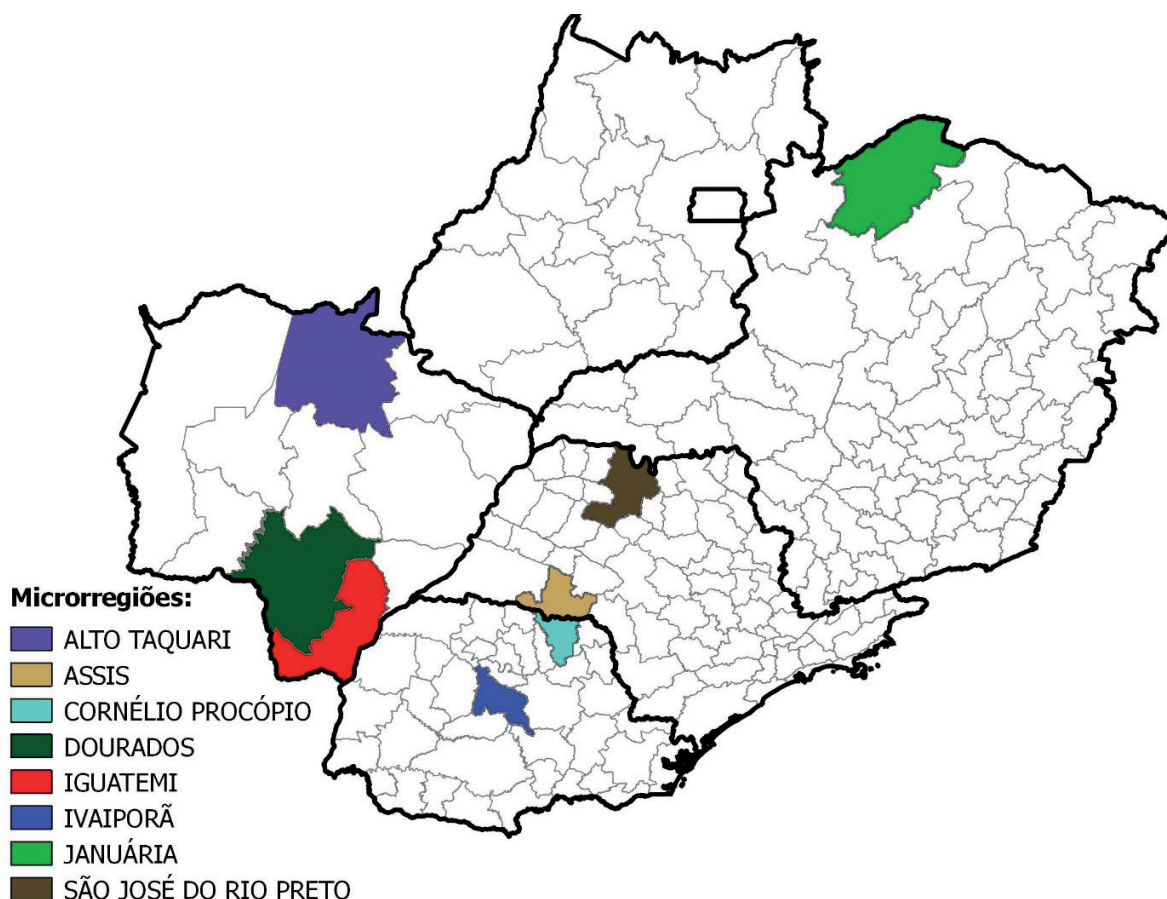 Microrregiões:
ALTO TAQUARI
ASSIS
CORNÉLIO PROCÓPIO
DOURADOS
IGUATEMI
IVAIPORÃ
JANUÁRIA
SÃO JOSÉ DO RIO PRETO